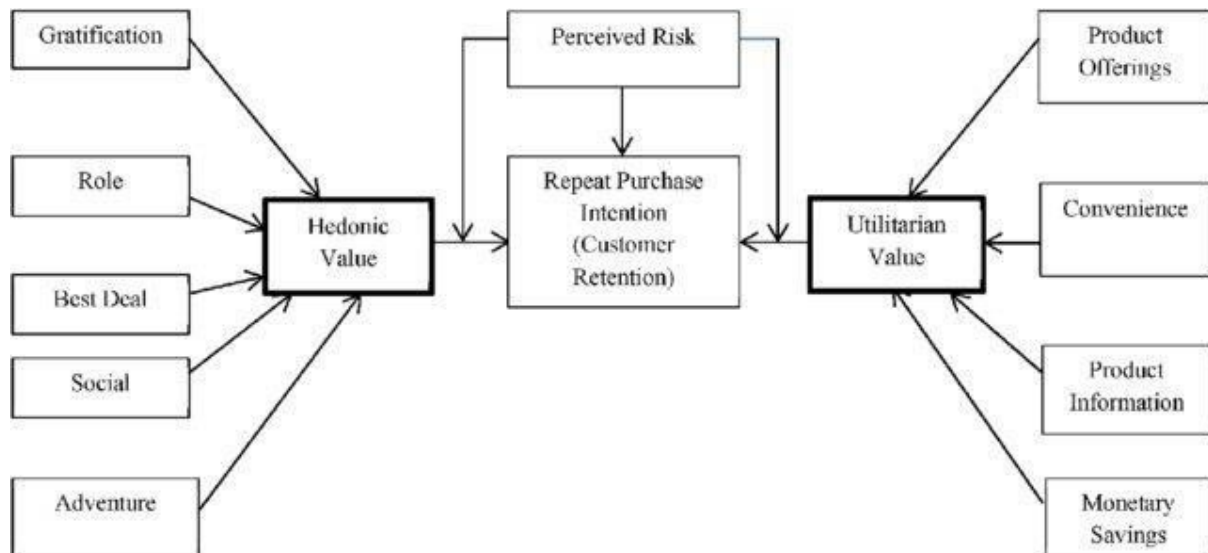 Gratification
Role
Best Deal
Social
Adventure
Hedonic
Value
Perceived Risk
Repeat Purchase
Intention
(Customer
Retention)
Utilitarian
Value
Product
Offerings
Convenience
Product
Information
Monetary
Savings